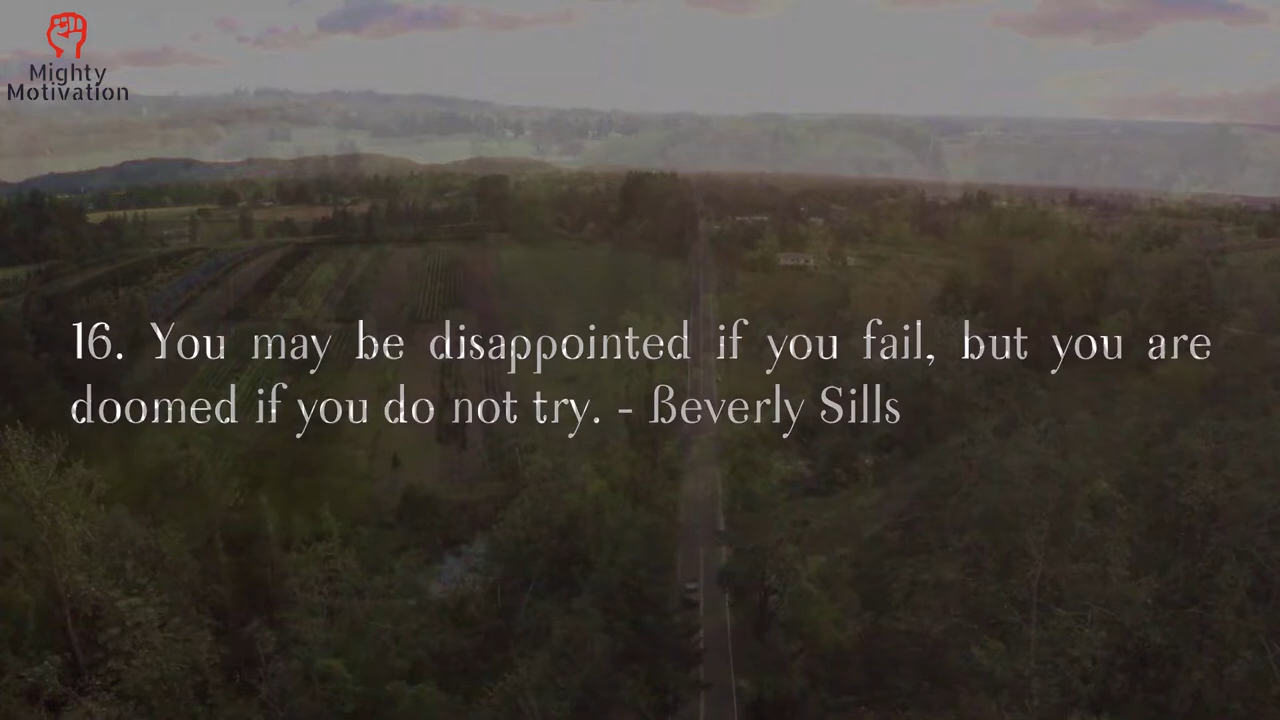 Mighty
Motivation
16. You may be disappointed if you fail, but you are
doomed if you do not try. - Beverly Sills